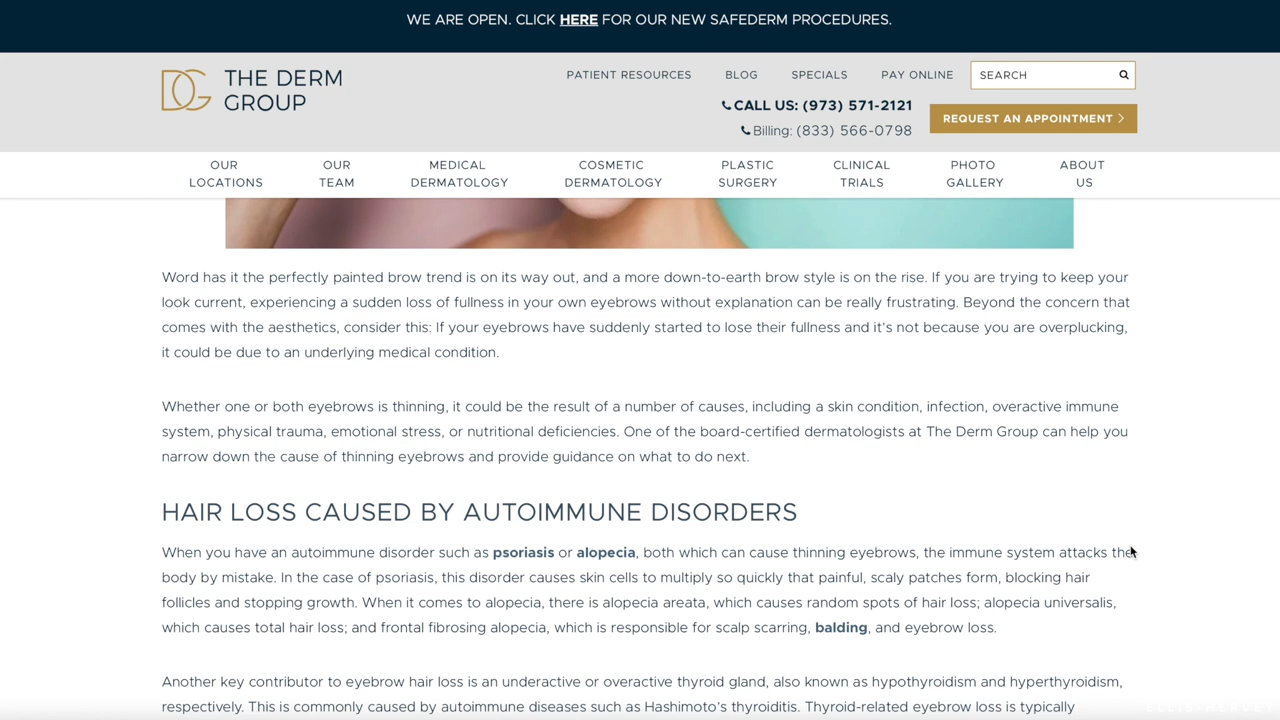 WE ARE OPEN. CLICK HERE FOR OUR NEW SAFEDERM PROCEDURES.
DG THE DERM
GROUP
PATIENT RESOURCES BLOG SPECIALS PAY ONLINE SEARCH
CALL US: (973) 571-2121
Billing: (833) 566-0798
REQUEST AN APPOINTMENT
OUR LOCATIONS
OUR TEAM
MEDICAL DERMATOLOGY
COSMETIC DERMATOLOGY
PLASTIC SURGERY
CLINICAL TRIALS
PHOTO GALLERY
ABOUT US
Word has it the perfectly painted brow trend is on its way out, and a more down-to-earth brow style is on the rise. If you are trying to keep your
look current, experiencing a sudden loss of fullness in your own eyebrows without explanation can be really frustrating. Beyond the concern that
comes with the aesthetics, consider this: If your eyebrows have suddenly started to lose their fullness and it's not because you are overplucking,
it could be due to an underlying medical condition.
Whether one or both eyebrows is thinning, it could be the result of a number of causes, including a skin condition, infection, overactive immune
system, physical trauma, emotional stress, or nutritional deficiencies. One of the board-certified dermatologists at The Derm Group can help you
narrow down the cause of thinning eyebrows and provide guidance on what to do next.
HAIR LOSS CAUSED BY AUTOIMMUNE DISORDERS
When you have an autoimmune disorder such as psoriasis or alopecia, both which can cause thinning eyebrows, the immune system attacks the
body by mistake. In the case of psoriasis, this disorder causes skin cells to multiply so quickly that painful, scaly patches form, blocking hair
follicles and stopping growth. When it comes to alopecia, there is alopecia areata, which causes random spots of hair loss; alopecia universalis,
which causes total hair loss; and frontal fibrosing alopecia, which is responsible for scalp scarring, balding, and eyebrow loss.
Another key contributor to eyebrow hair loss is an underactive or overactive thyroid gland, also known as hypothyroidism and hyperthyroidism,
respectively. This is commonly caused by autoimmune diseases such as Hashimoto's thyroiditis. Thyroid-related eyebrow loss is typically